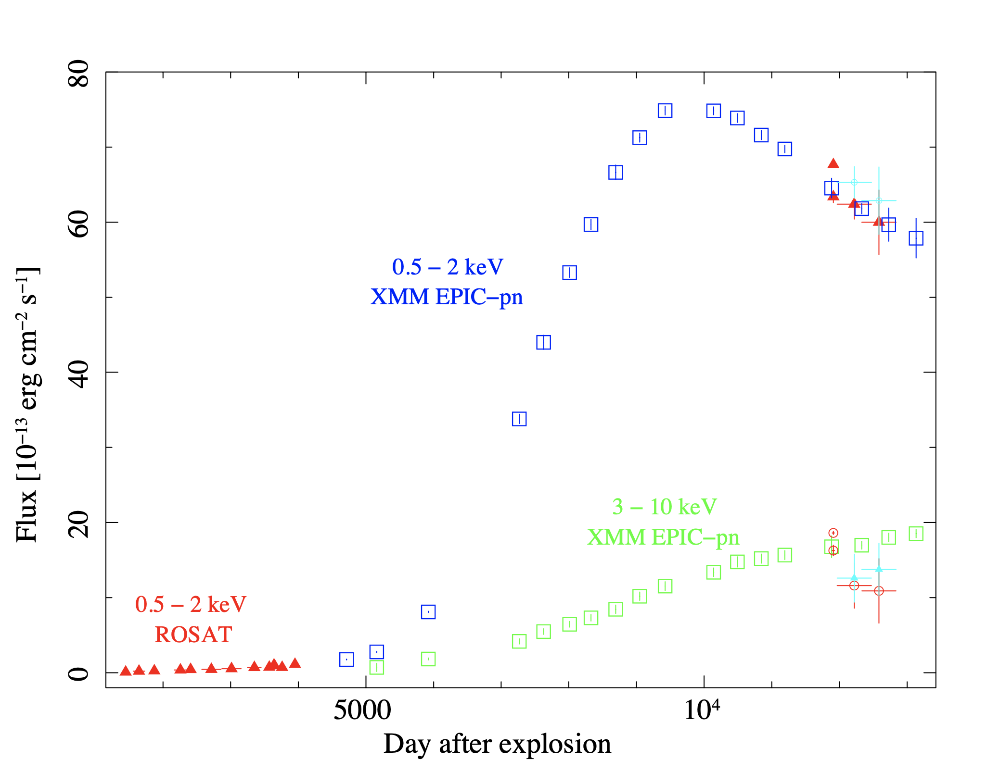 80
60
40
20
0
Flux [10⁻¹³ erg cm⁻² s⁻¹]
0.5 – 2 keV
XMM EPIC–pn
3 – 10 keV
XMM EPIC–pn
0.5 – 2 keV
ROSAT
5000
10⁴
Day after explosion